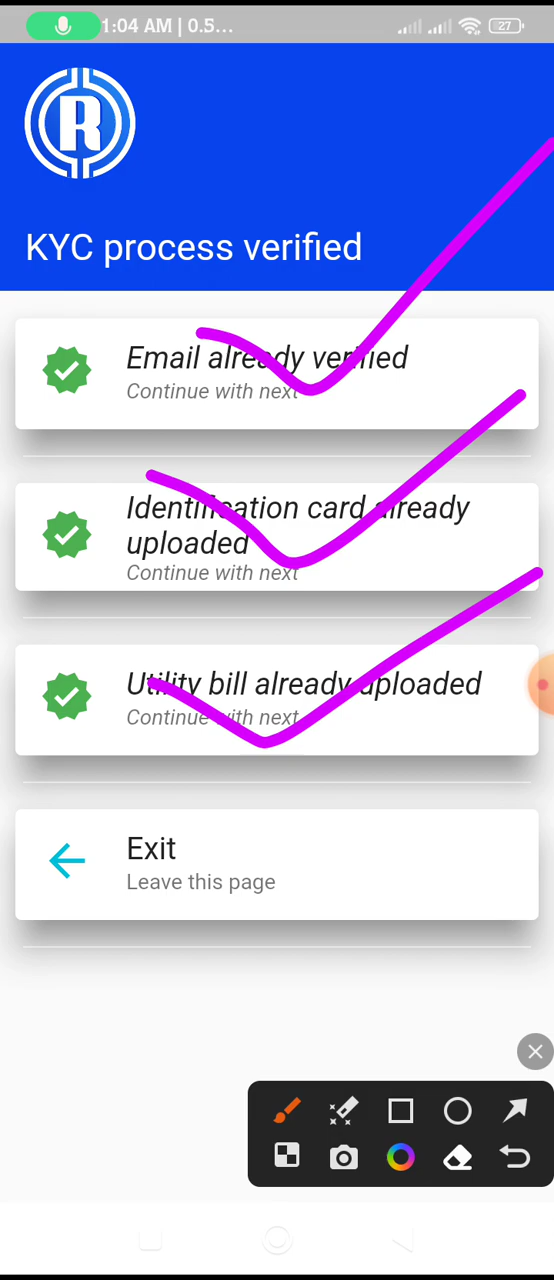 1:04 AM | 0.5...
27
R
KYC process verified
Email already verified
Continue with next
Identification card already
uploaded
Continue with next
Utility bill already uploaded
Continue with next
Exit
Leave this page